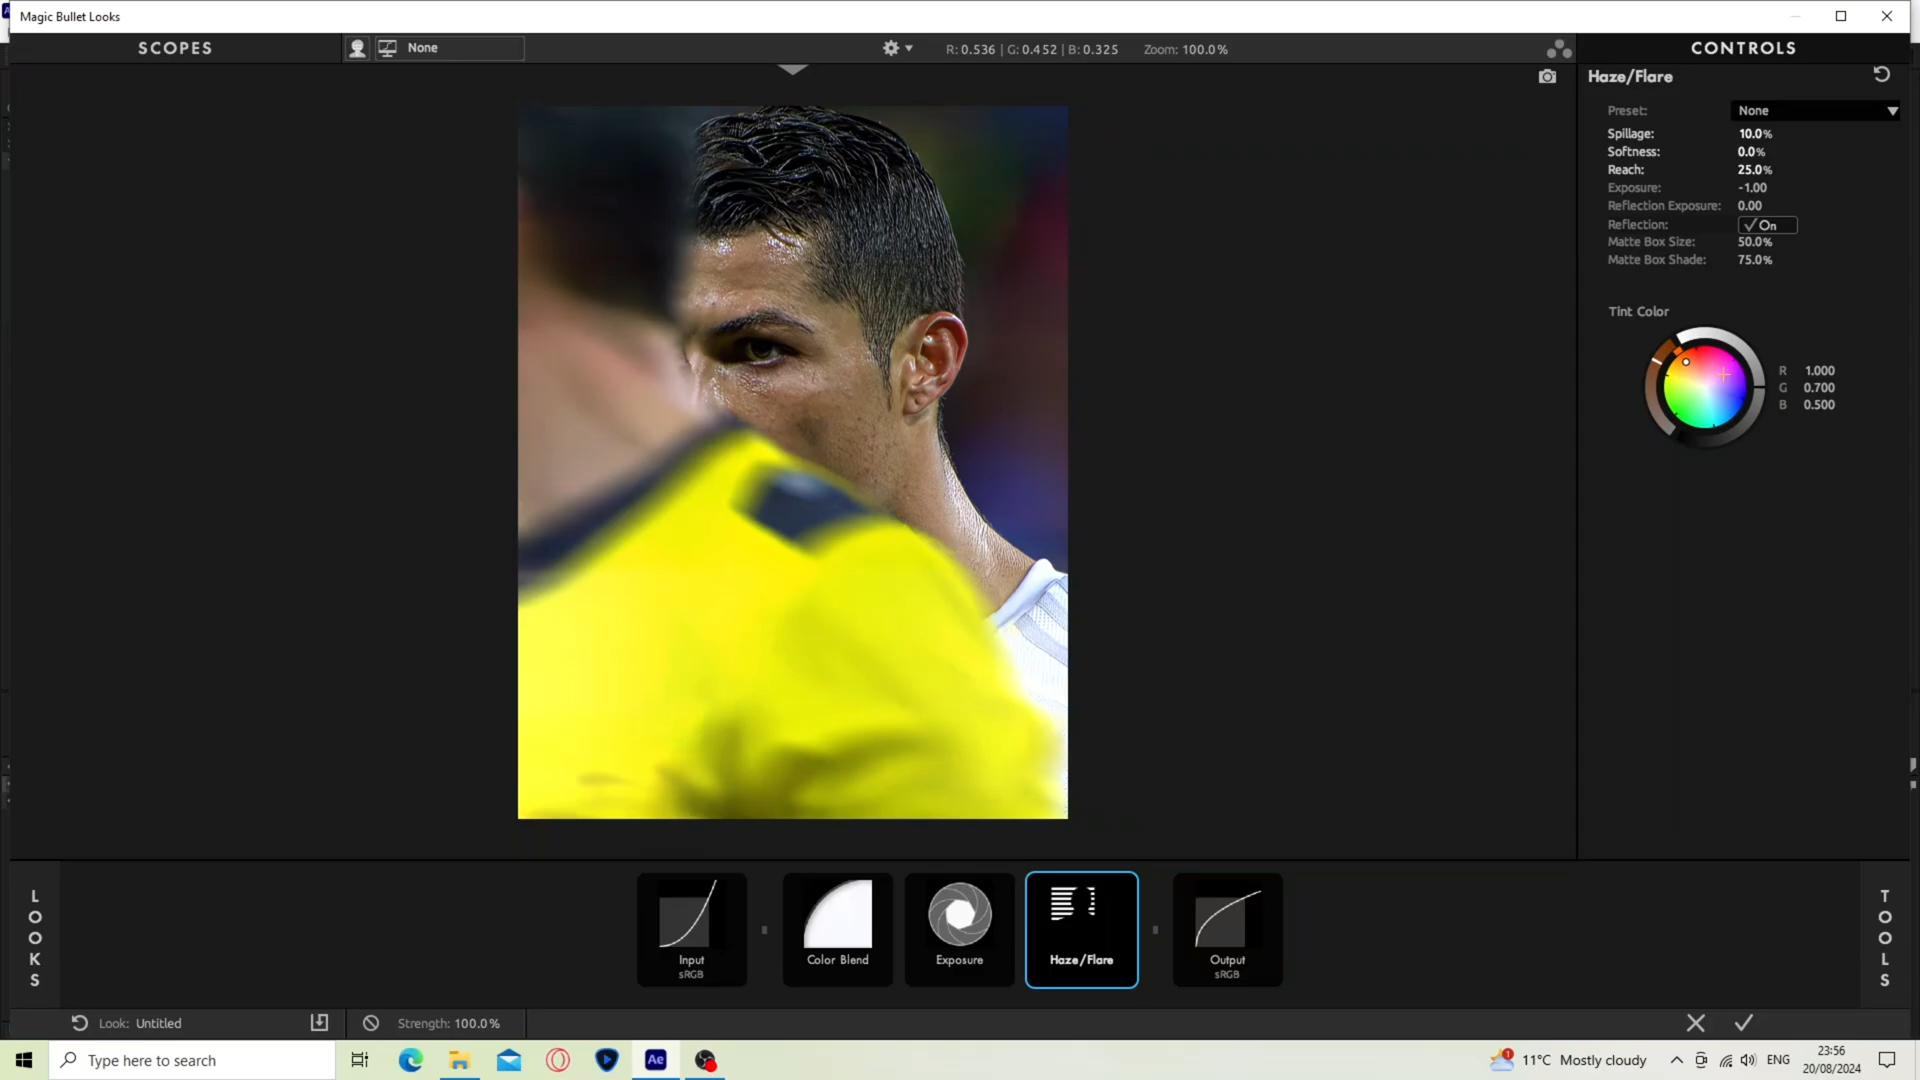 Magic Bullet Looks
SCOPES
None
R: 0.536 | G: 0.452 | B: 0.325
Zoom: 100.0 %
CONTROLS
Haze/Flare
Preset: None
Spillage: 10.0%
Softness: 0.0%
Reach: 25.0%
Exposure: -1.00
Reflection Exposure: 0.00
Reflection: On
Matte Box Size: 50.0%
Matte Box Shade: 75.0%
Tint Color
R 1.000
G 0.700
B 0.500
LOOKS
Input
sRGB
Color Blend
Exposure
Haze/Flare
Output
sRGB
TOOLS
Look: Untitled
Strength: 100.0 %
Type here to search
Ae
1
11°C Mostly cloudy
ENG
23:56
20/08/2024